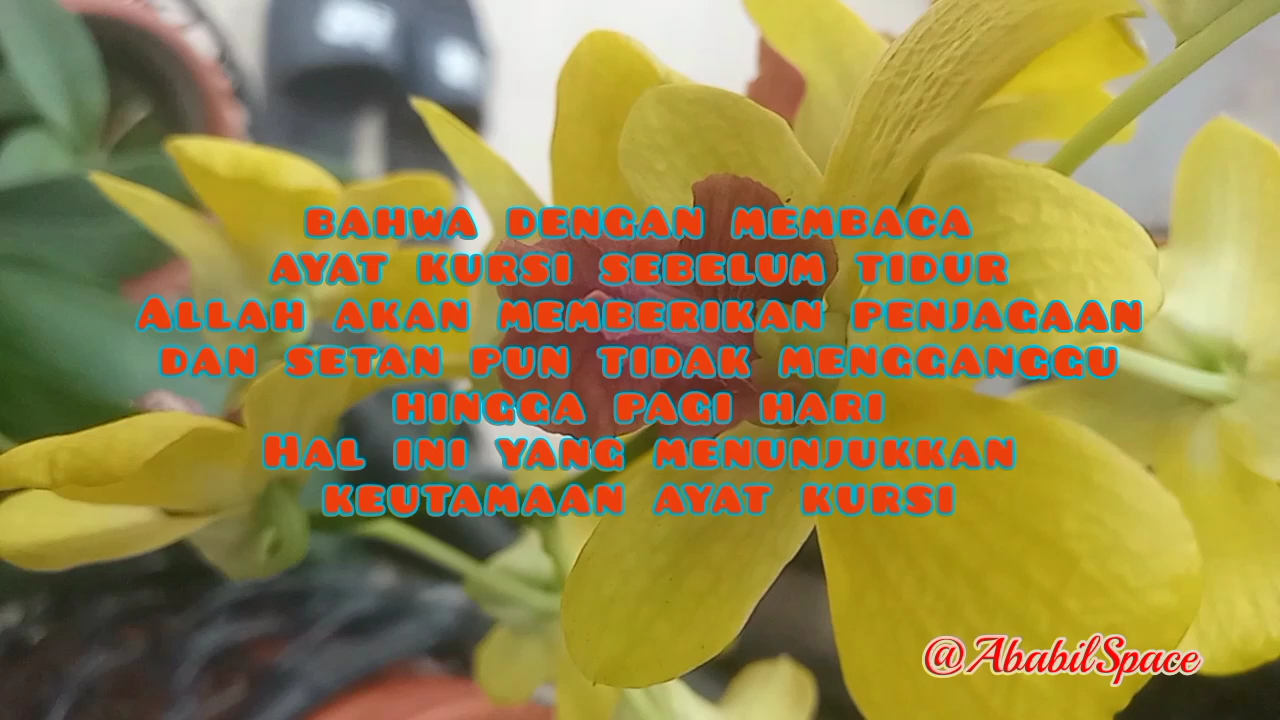 bahwa dengan membaca
ayat kursi sebelum tidur
Allah akan memberikan penjagaan
dan setan pun tidak mengganggu
hingga pagi hari
Hal ini yang menunjukkan
keutamaan ayat kursi
@AbabilSpace